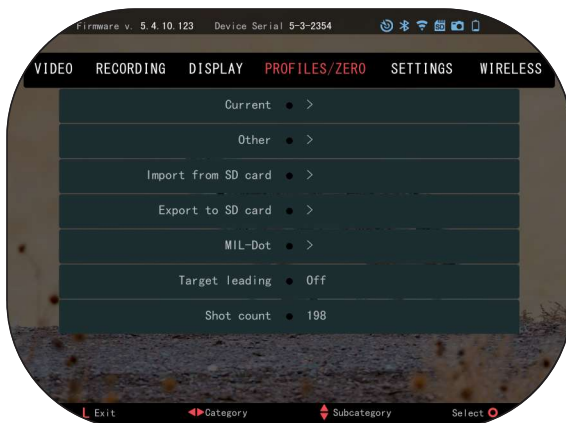 Firmware v. 5.4.10.123 Device Serial 5-3-2354
VIDEO RECORDING DISPLAY PROFILES/ZERO SETTINGS WIRELESS
Current >
Other >
Import from SD card >
Export to SD card >
MIL-Dot >
Target leading Off
Shot count 198
L Exit Category Subcategory Select